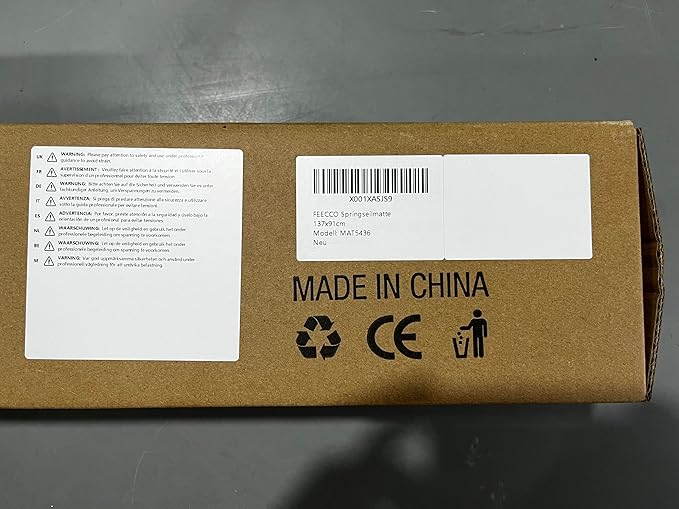 UK WARNING: Please pay attention to safety and use under professional
guidance to avoid strain.
FR AVERTISSEMENT : Veuillez faire attention à la sécurité et l'utiliser sous la
supervision d'un professionnel pour éviter toute tension
DE WARNUNG: Bitte achten Sie auf die Sicherheit und verwenden Sie es unter
fachkundiger Anleitung, um Verspannungen zu vermeiden.
IT AVVERTENZA: Si prega di prestare attenzione alla sicurezza e di utilizzare
sotto la guida professionale per evitare tensioni.
ES ADVERTENCIA: Por favor, preste atención a la seguridad y úselo bajo la
orientación de un profesional para evitar tensiones.
NL WAARSCHUWING: Let op de veiligheid en gebruik het onder
professionele begeleiding om spanning te voorkomen.
BE WAARSCHUWING: Let op de veiligheid en gebruik het onder
professionele begeleiding om spanning te voorkomen.
SE VARNING: Var god uppmärksamme säkerheten och använd under
professionell vägledning för att undvika belastning.
X001XASJS9
FEECCO Springseilmatte
137x91cm
Modell: MAT5436
Neu
MADE IN CHINA
CE